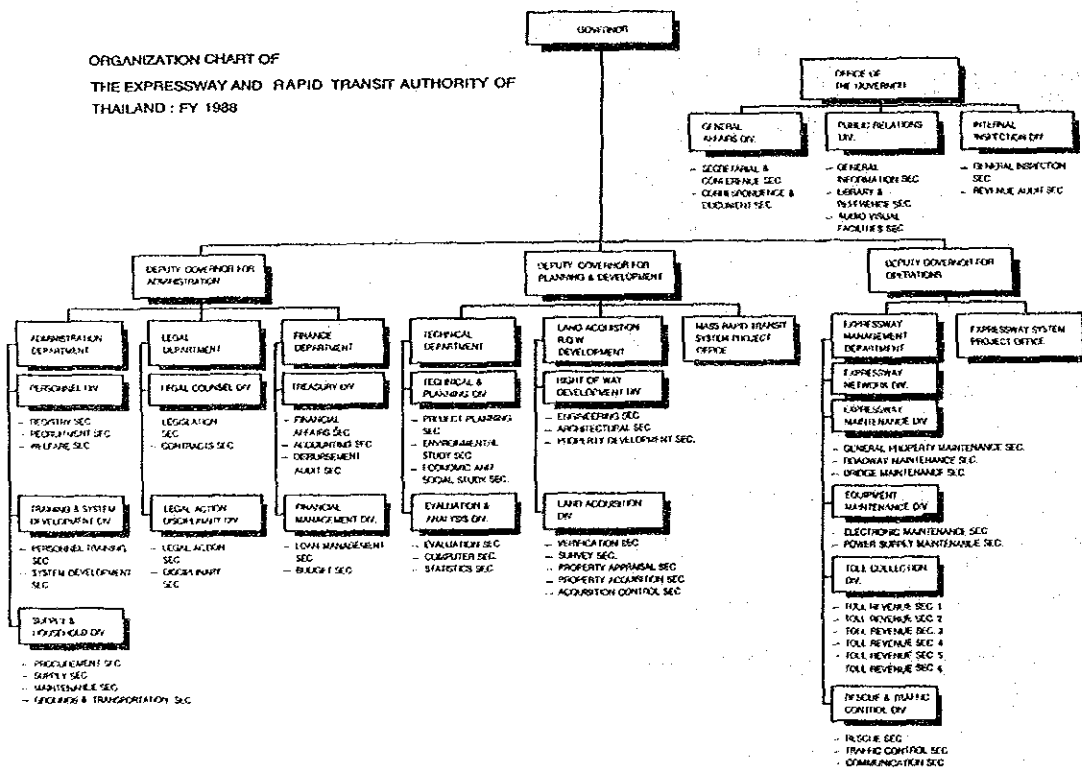 GOVERNOR
ORGANIZATION CHART OF
THE EXPRESSWAY AND RAPID TRANSIT AUTHORITY OF
THAILAND : FY 1988
OFFICE OF
THE GOVERNOR
GENERAL
AFFAIRS DIV.
- SECRETARIAL &
CONFERENCE SEC
- CORRESPONDENCE &
DOCUMENT SEC.
PUBLIC RELATIONS
DIV.
- GENERAL
INFORMATION SEC
- LIBRARY &
REFERENCE SEC
- AUDIO VISUAL
FACILITIES SEC
INTERNAL
INSPECTION DIV
- GENERAL INSPECTION
SEC
- REVENUE AUDIT SEC
DEPUTY GOVERNOR FOR
ADMINISTRATION
ADMINISTRATION
DEPARTMENT
PERSONNEL DIV
- REGISTRY SEC
- RECRUITMENT SEC
- WELFARE SEC
TRAINING & SYSTEM
DEVELOPMENT DIV
- PERSONNEL TRAINING
SEC
- SYSTEM DEVELOPMENT
SEC
SUPPLY &
HOUSEHOLD DIV
- PROCUREMENT SEC
- SUPPLY SEC
- MAINTENANCE SEC
- GROUNDS & TRANSPORTATION SEC
LEGAL
DEPARTMENT
LEGAL COUNSEL DIV
- LEGISLATION
SEC
- CONTRACTS SEC
LEGAL ACTION
DISCIPLINARITY DIV
- LEGAL ACTION
SEC
- DISCIPLINARY
SEC
FINANCE
DEPARTMENT
TREASURY DIV
- FINANCIAL
AFFAIRS SEC
- ACCOUNTING SEC
- DEBURSEMENT
AUDIT SEC
FINANCIAL
MANAGEMENT DIV.
- LOAN MANAGEMENT
SEC
- BUDGET SEC
DEPUTY GOVERNOR FOR
PLANNING & DEVELOPMENT
TECHNICAL
DEPARTMENT
TECHNICAL &
PLANNING DIV
- PROJECT PLANNING
SEC
- ENVIRONMENTAL
STUDY SEC
- ECONOMIC AND
SOCIAL STUDY SEC.
EVALUATION &
ANALYSIS DIV.
- EVALUATION SEC
- COMPUTER SEC.
- STATISTICS SEC
LAND ACQUISTION
R.O.W
DEVELOPMENT
RIGHT OF WAY
DEVELOPMENT DIV
- ENGINEERING SEC
- ARCHITECTURAL SEC
- PROPERTY DEVELOPMENT SEC.
LAND ACQUISITION
DIV
- VERIFICATION SEC
- SURVEY SEC.
- PROPERTY APPRAISAL SEC
- PROPERTY ACQUISITION SEC
- ACQUISITION CONTROL SEC
MASS RAPID TRANSIT
SYSTEM PROJECT
OFFICE
DEPUTY GOVERNOR FOR
OPERATIONS
EXPRESSWAY
MANAGEMENT
DEPARTMENT
EXPRESSWAY
NETWORK DIV.
EXPRESSWAY
MAINTENANCE DIV
- GENERAL PROPERTY MAINTENANCE SEC.
- ROADWAY MAINTENANCE SEC.
- BRIDGE MAINTENANCE SEC
EQUIPMENT
MAINTENANCE DIV
- ELECTRONIC MAINTENANCE SEC
- POWER SUPPLY MAINTENANCE SEC.
TOLL COLLECTION
DIV.
- TOLL REVENUE SEC 1
- TOLL REVENUE SEC 2
- TOLL REVENUE SEC. 3
- TOLL REVENUE SEC 4
- TOLL REVENUE SEC 5
TOLL REVENUE SEC 6
RESCUE & TRAFFIC
CONTROL DIV
- RESCUE SEC
- TRAFFIC CONTROL SEC
- COMMUNICATION SEC
EXPRESSWAY SYSTEM
PROJECT OFFICE